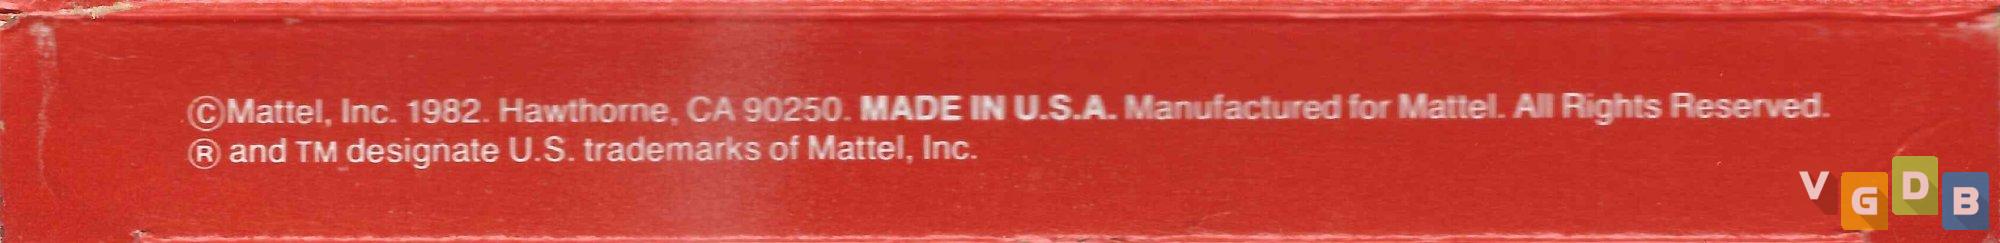 ©Mattel, Inc. 1982. Hawthorne, CA 90250. MADE IN U.S.A. Manufactured for Mattel. All Rights Reserved.
® and TM designate U.S. trademarks of Mattel, Inc.
VGDB